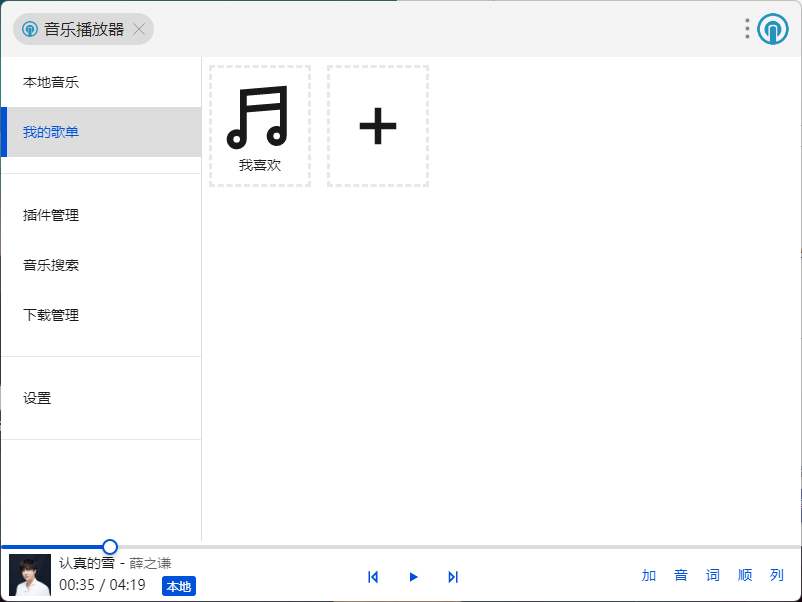 音乐播放器
本地音乐
我的歌单
插件管理
音乐搜索
下载管理
设置
我喜欢
认真的雪 - 薛之谦
00:35 / 04:19 本地
加 音 词 顺 列